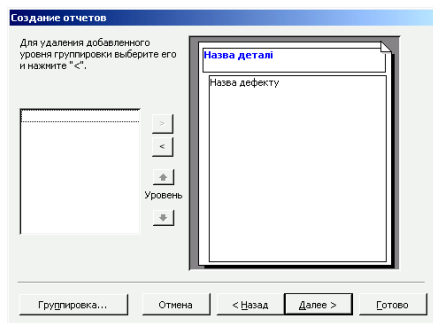 Создание отчетов
Для удаления добавленного
уровня группировки выберите его
и нажмите "<".
Назва деталі
Назва дефекту
>
<
Уровень
Группировка...
Отмена
< Назад
Далее >
Готово